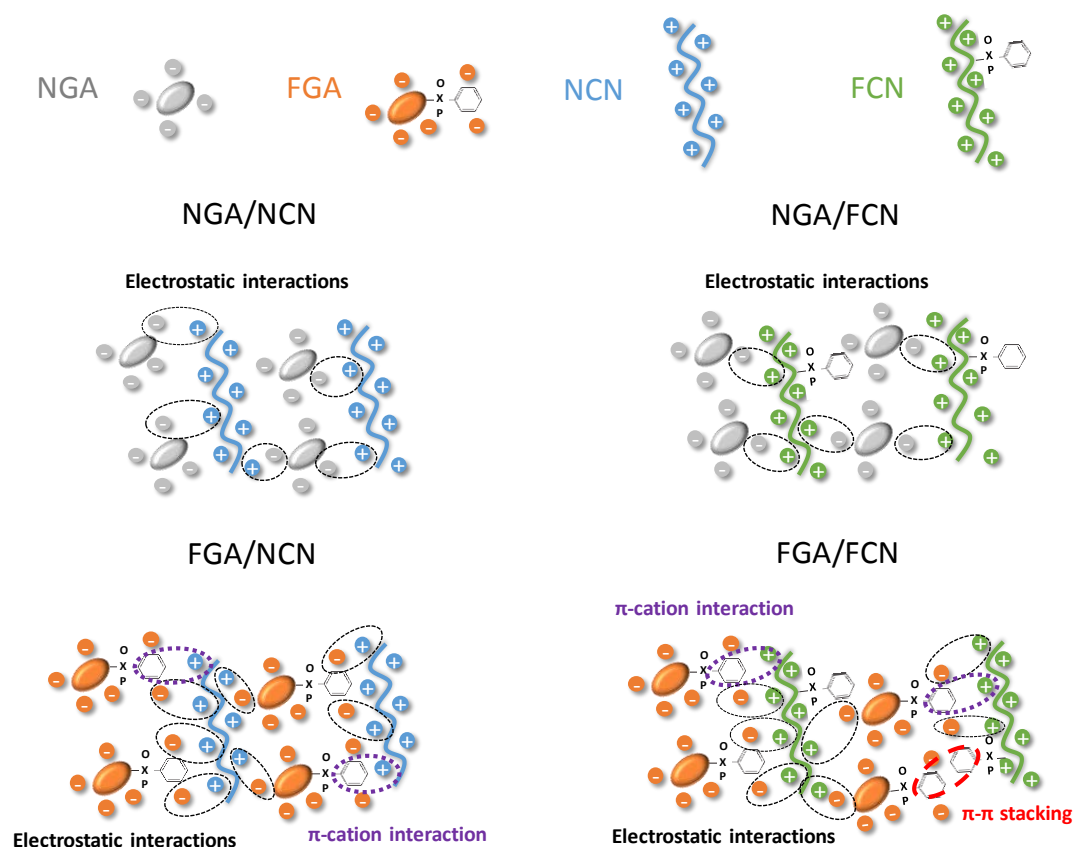 NGA
FGA
O
X
P
NCN
FCN
O
X
P
NGA/NCN
NGA/FCN
Electrostatic interactions
Electrostatic interactions
O
X
P
O
X
P
FGA/NCN
FGA/FCN
π-cation interaction
O
X
P
O
X
P
O
X
P
O
X
P
O
X
P
O
X
P
O
X
P
O
X
P
O
X
P
O
X
P
Electrostatic interactions
π-cation interaction
Electrostatic interactions
π-π stacking